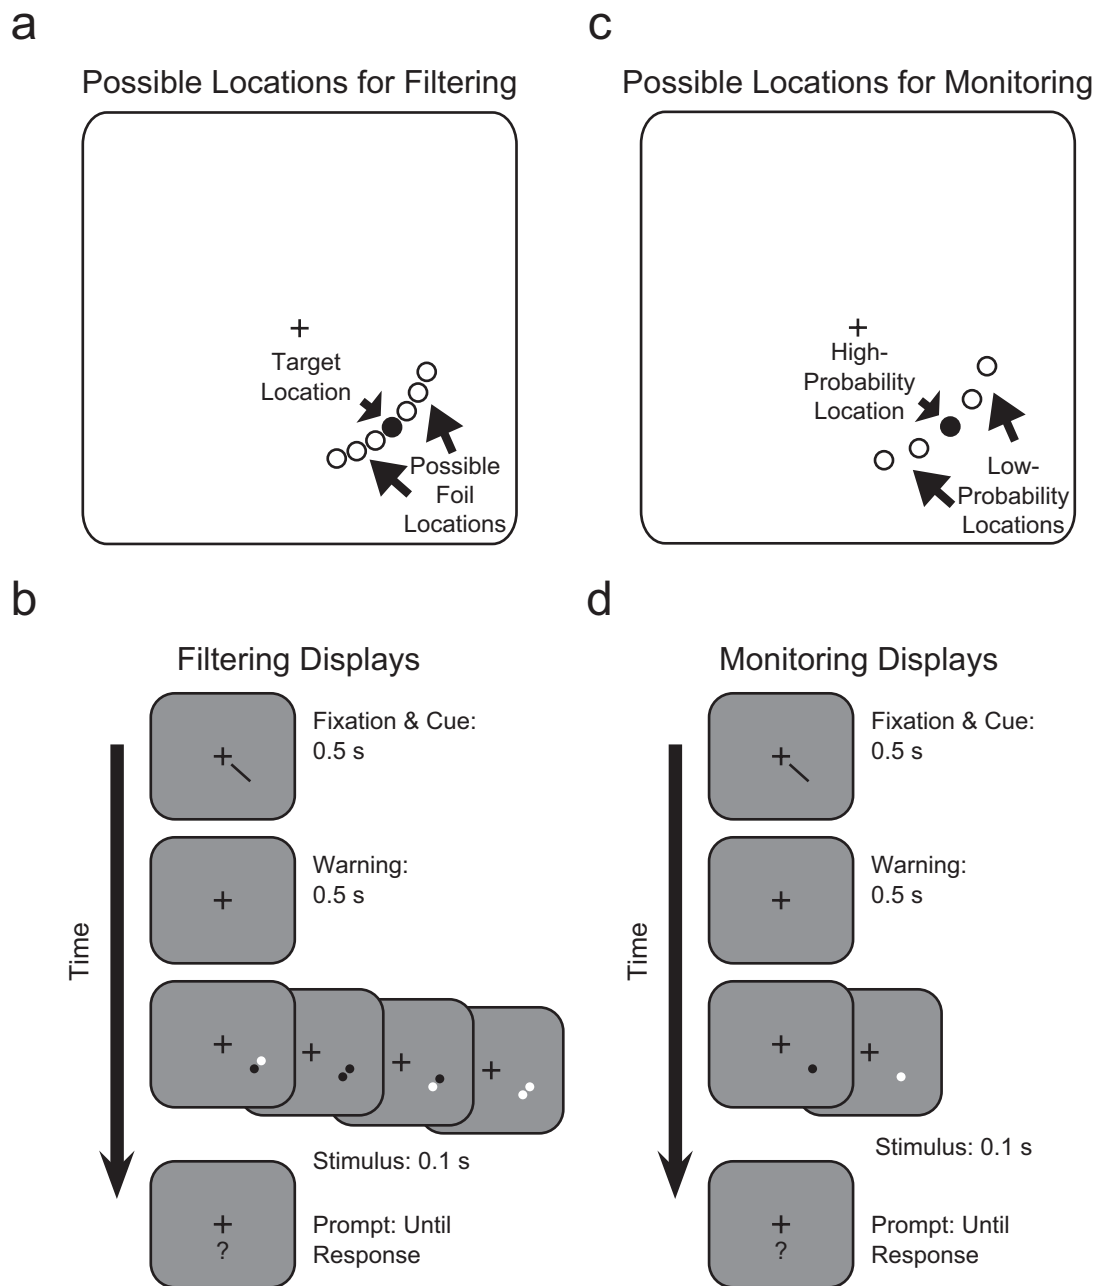 a
Possible Locations for Filtering
Target
Location
Possible
Foil
Locations
c
Possible Locations for Monitoring
High-
Probability
Location
Low-
Probability
Locations
b
Filtering Displays
Time
Fixation & Cue:
0.5 s
Warning:
0.5 s
Stimulus: 0.1 s
Prompt: Until
Response
?
d
Monitoring Displays
Time
Fixation & Cue:
0.5 s
Warning:
0.5 s
Stimulus: 0.1 s
Prompt: Until
Response
?